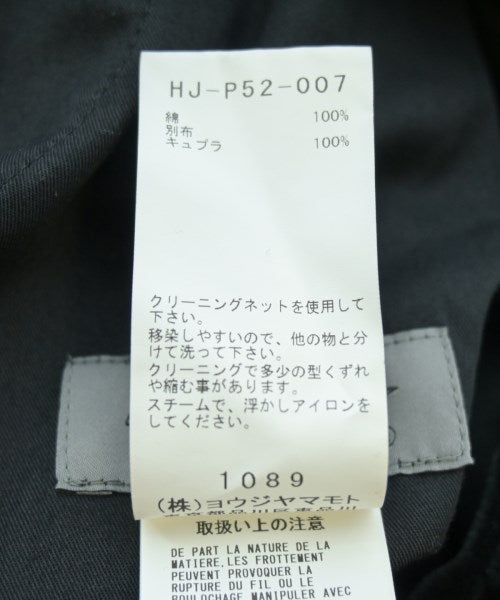 HJ-P52-007
綿 100%
別布
キュプラ 100%
クリーニングネットを使用して
下さい。
移染しやすいので、他の物と分
けて洗って下さい。
クリーニングで多少の型くずれ
や縮む事があります。
スチームで、浮かしアイロンを
してください。
1089
(株)ヨウジヤマモト
取扱い上の注意
DE PART LA NATURE DE LA
MATIERE,LES FROTTEMENT
PEUVENT PROVOQUER LA
RUPTURE DU FIL OU LE
BOULOCHAGE MANIPULER AVEC